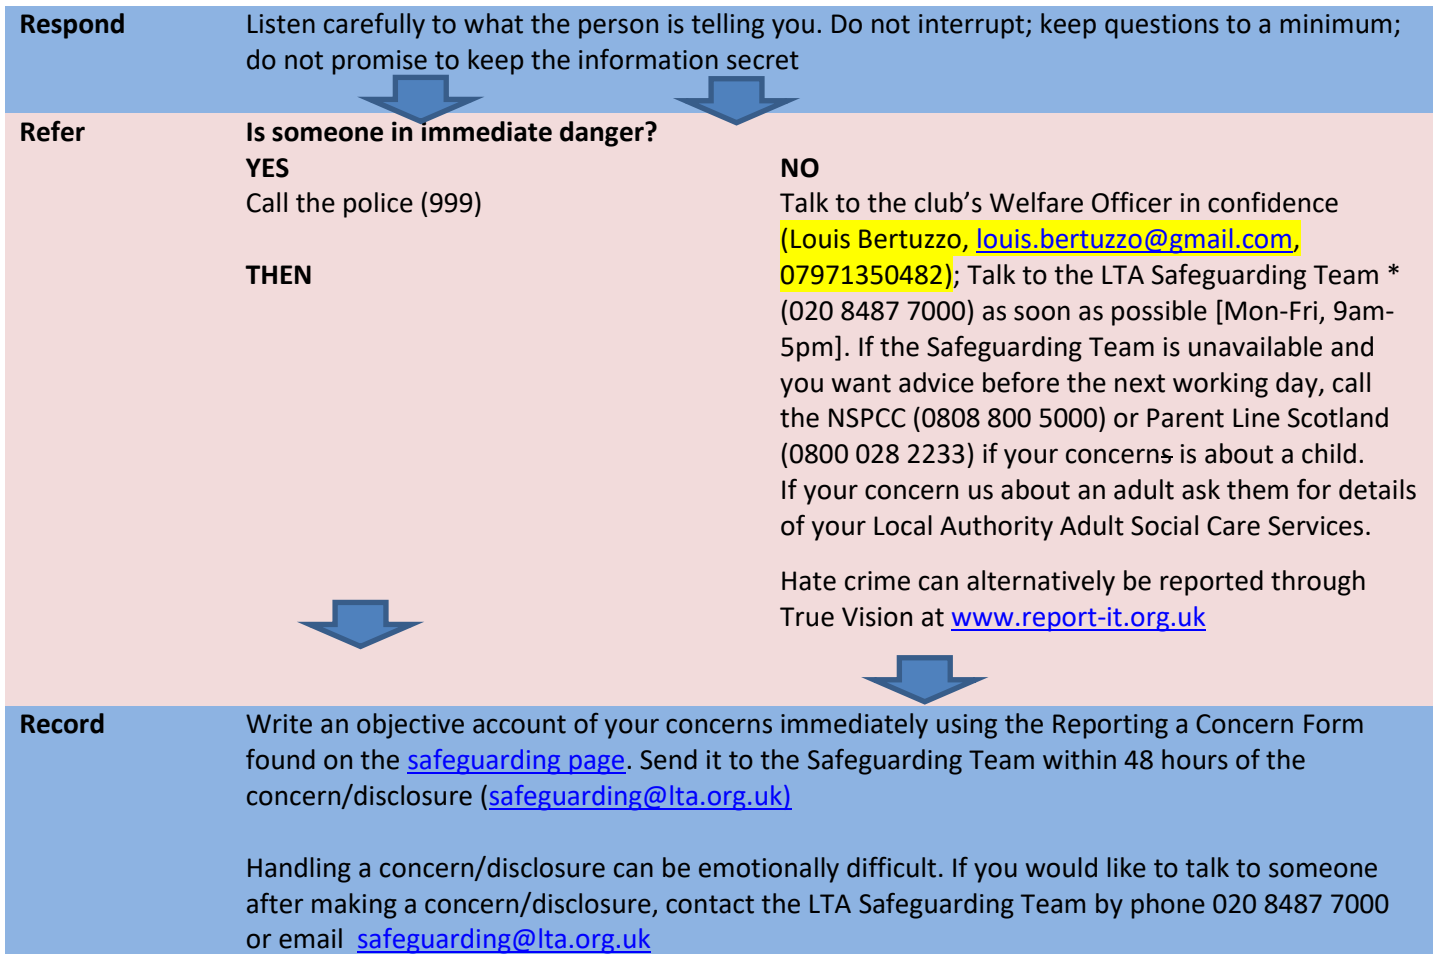 Respond
Listen carefully to what the person is telling you. Do not interrupt; keep questions to a minimum;
do not promise to keep the information secret
Refer
Is someone in immediate danger?
YES
Call the police (999)
THEN
NO
Talk to the club's Welfare Officer in confidence
(Louis Bertuzzo, louis.bertuzzo@gmail.com,
07971350482); Talk to the LTA Safeguarding Team *
(020 8487 7000) as soon as possible [Mon-Fri, 9am-
5pm]. If the Safeguarding Team is unavailable and
you want advice before the next working day, call
the NSPCC (0808 800 5000) or Parent Line Scotland
(0800 028 2233) if your concerns is about a child.
If your concern us about an adult ask them for details
of your Local Authority Adult Social Care Services.
Hate crime can alternatively be reported through
True Vision at www.report-it.org.uk
Record
Write an objective account of your concerns immediately using the Reporting a Concern Form
found on the safeguarding page. Send it to the Safeguarding Team within 48 hours of the
concern/disclosure (safeguarding@lta.org.uk)
Handling a concern/disclosure can be emotionally difficult. If you would like to talk to someone
after making a concern/disclosure, contact the LTA Safeguarding Team by phone 020 8487 7000
or email safeguarding@lta.org.uk